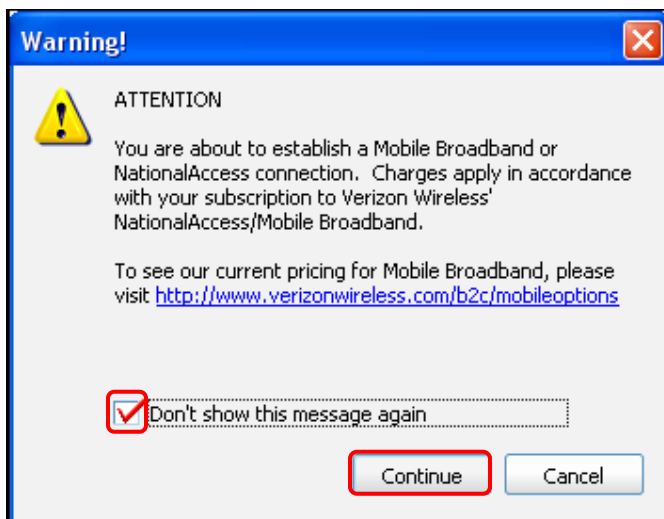 Warning!
ATTENTION
You are about to establish a Mobile Broadband or
NationalAccess connection.  Charges apply in accordance
with your subscription to Verizon Wireless'
NationalAccess/Mobile Broadband.
To see our current pricing for Mobile Broadband, please
visit http://www.verizonwireless.com/b2c/mobileoptions
Don't show this message again
Continue Cancel